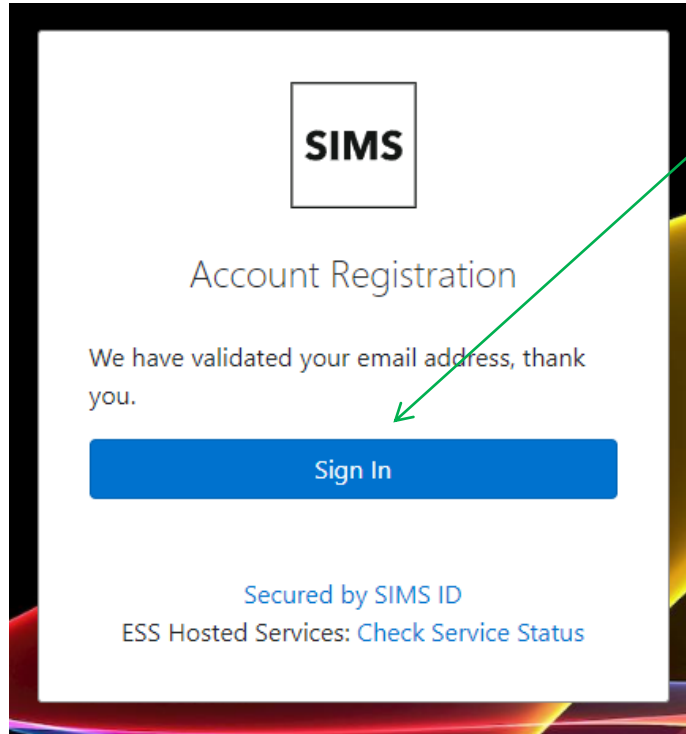 SIMS
Account Registration
We have validated your email address, thank
you.
Sign In
Secured by SIMS ID
ESS Hosted Services: Check Service Status